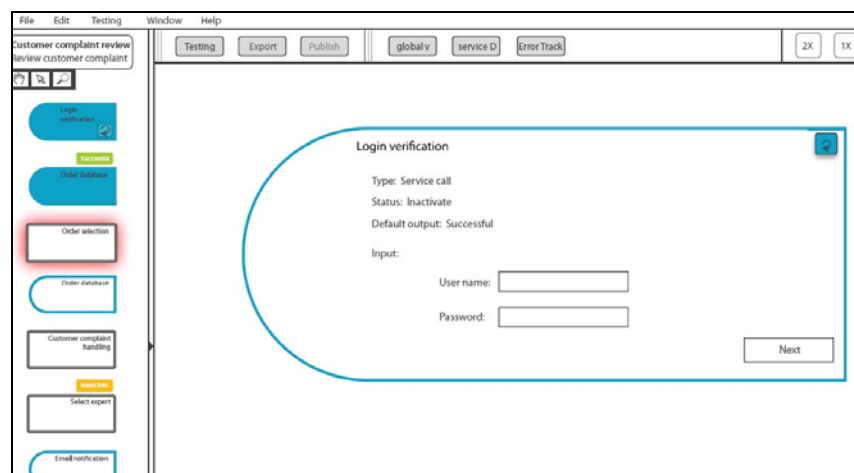 File Edit Testing Window Help
Customer complaint review
Review customer complaint
Testing Export Publish global v service D Error Track 2X 1X
Login
verification
Successful
Order database
Order selection
Order database
Customer complaint
handling
Need info
Select expert
Email notification
Login verification
Type: Service call
Status: Inactivate
Default output: Successful
Input:
User name:
Password:
Next